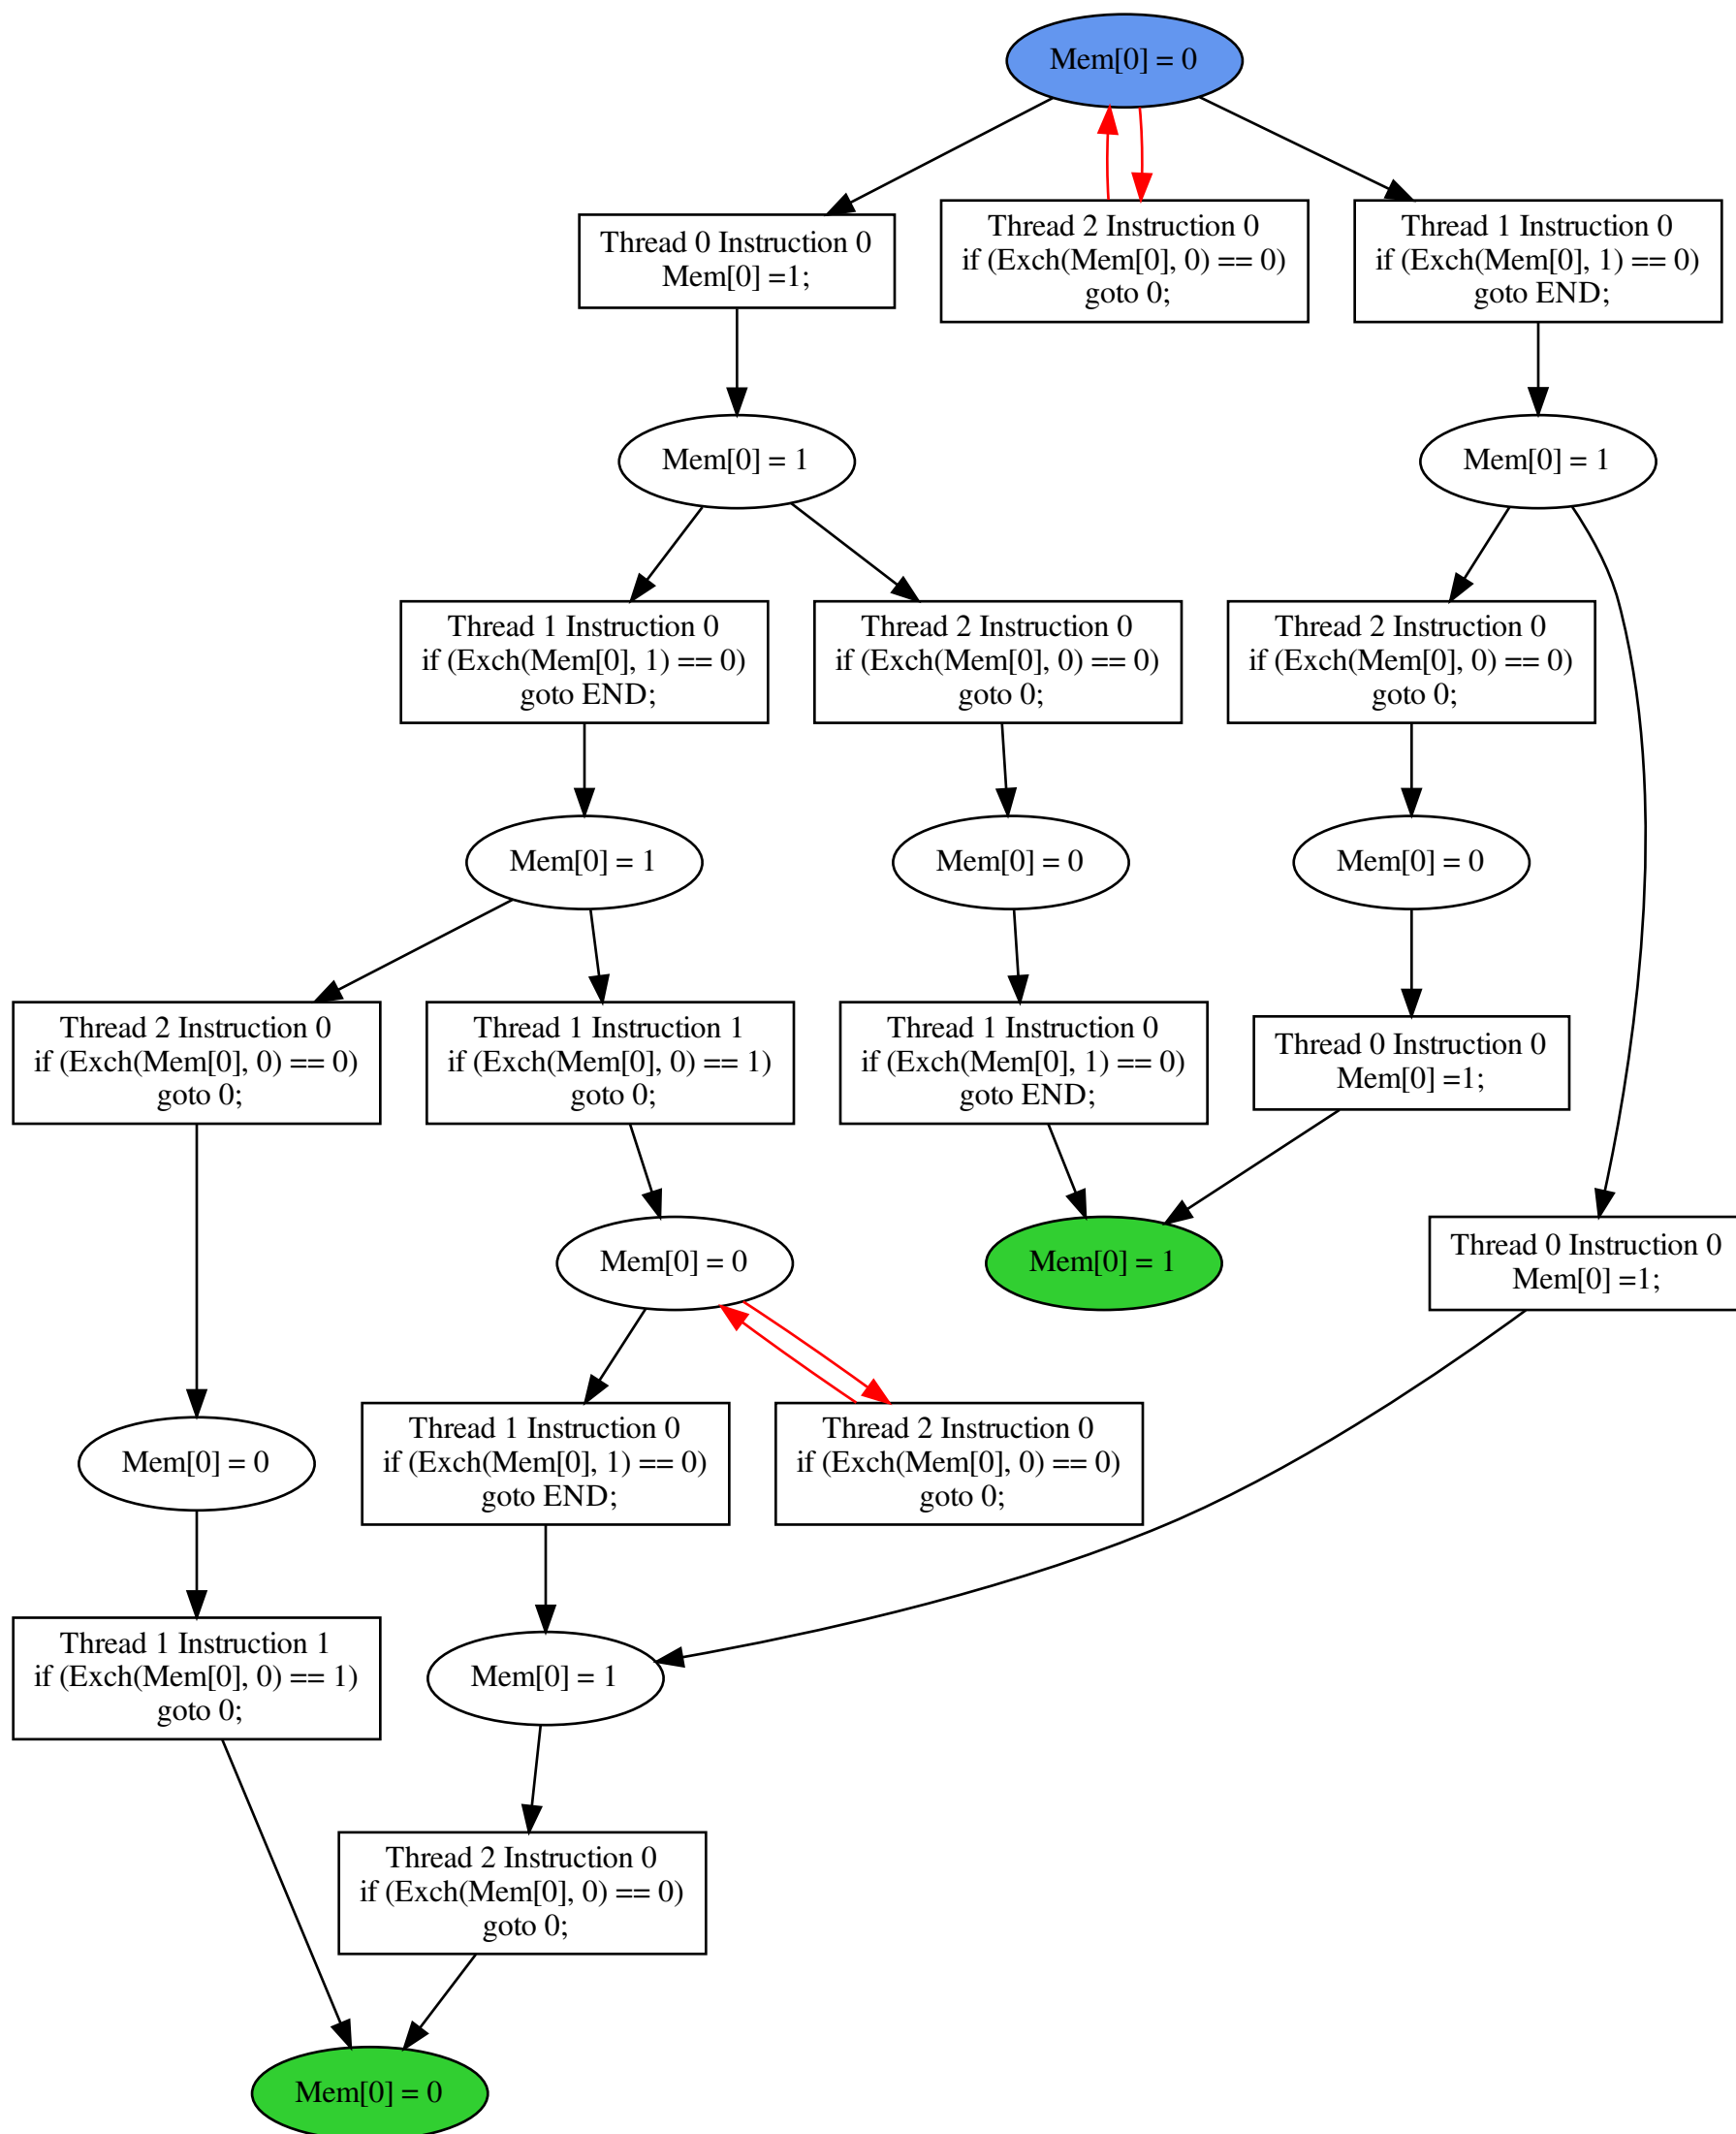 Mem[0] = 0
Thread 0 Instruction 0
Mem[0] =1;
Thread 2 Instruction 0
if (Exch(Mem[0], 0) == 0)
goto 0;
Thread 1 Instruction 0
if (Exch(Mem[0], 1) == 0)
goto END;
Mem[0] = 1
Mem[0] = 1
Thread 1 Instruction 0
if (Exch(Mem[0], 1) == 0)
goto END;
Thread 2 Instruction 0
if (Exch(Mem[0], 0) == 0)
goto 0;
Thread 2 Instruction 0
if (Exch(Mem[0], 0) == 0)
goto 0;
Mem[0] = 1
Mem[0] = 0
Mem[0] = 0
Thread 2 Instruction 0
if (Exch(Mem[0], 0) == 0)
goto 0;
Thread 1 Instruction 1
if (Exch(Mem[0], 0) == 1)
goto 0;
Thread 1 Instruction 0
if (Exch(Mem[0], 1) == 0)
goto END;
Thread 0 Instruction 0
Mem[0] =1;
Mem[0] = 0
Mem[0] = 1
Thread 0 Instruction 0
Mem[0] =1;
Mem[0] = 0
Thread 1 Instruction 0
if (Exch(Mem[0], 1) == 0)
goto END;
Thread 2 Instruction 0
if (Exch(Mem[0], 0) == 0)
goto 0;
Thread 1 Instruction 1
if (Exch(Mem[0], 0) == 1)
goto 0;
Mem[0] = 1
Thread 2 Instruction 0
if (Exch(Mem[0], 0) == 0)
goto 0;
Mem[0] = 0